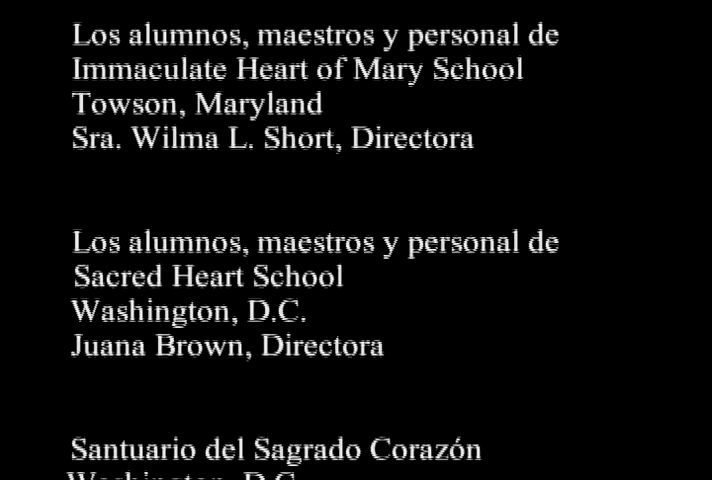 Los alumnos, maestros y personal de
Immaculate Heart of Mary School
Towson, Maryland
Sra. Wilma L. Short, Directora
Los alumnos, maestros y personal de
Sacred Heart School
Washington, D.C.
Juana Brown, Directora
Santuario del Sagrado Corazón
Washington, D.C.